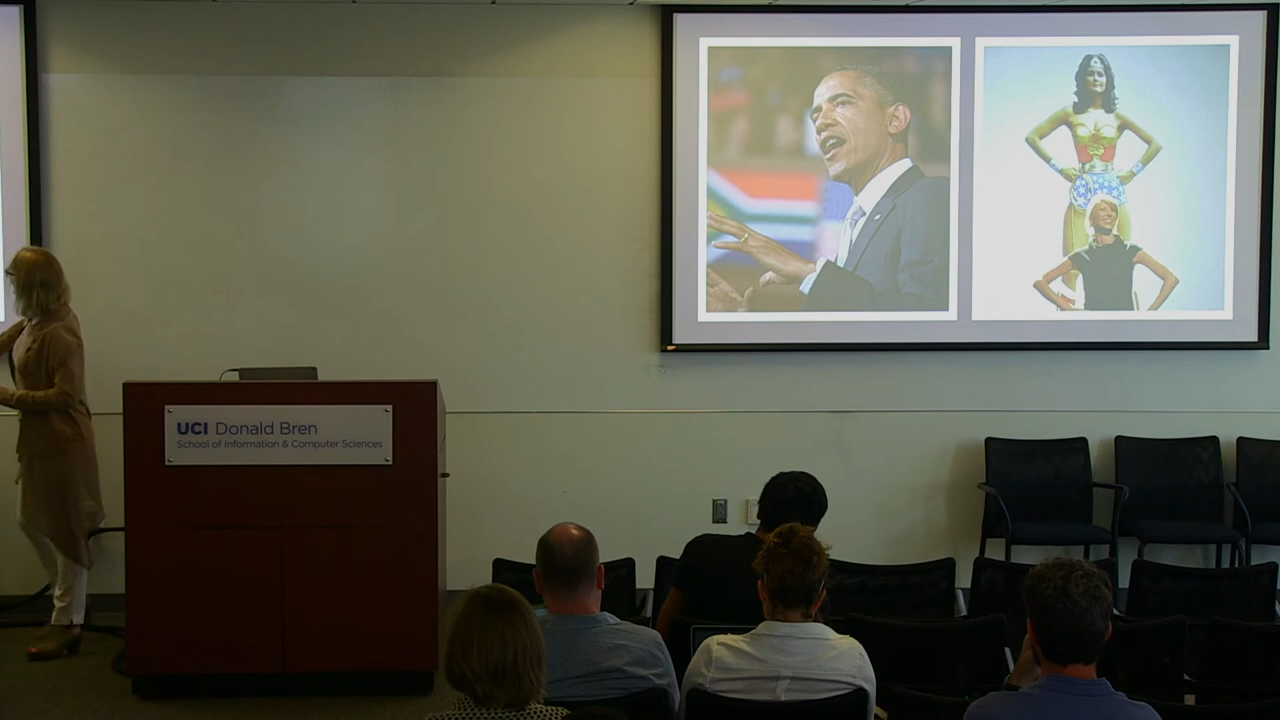 UCI Donald Bren
School of Information & Computer Sciences